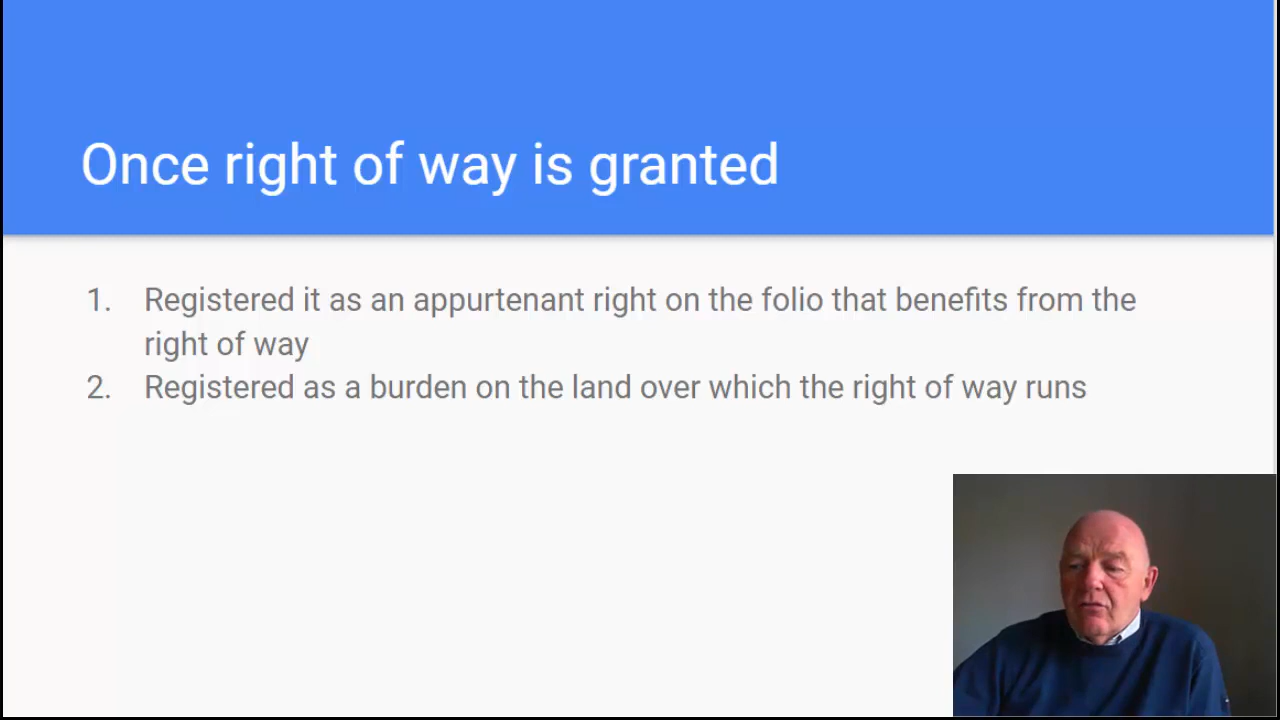 Once right of way is granted
1. Registered it as an appurtenant right on the folio that benefits from the
right of way
2. Registered as a burden on the land over which the right of way runs